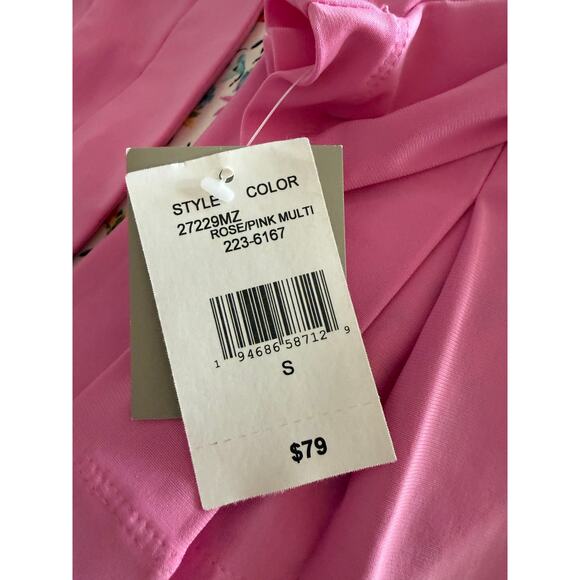 STYLE COLOR
27229MZ
ROSE/PINK MULTI
223-6167
1 94686 58712 9
S
$79